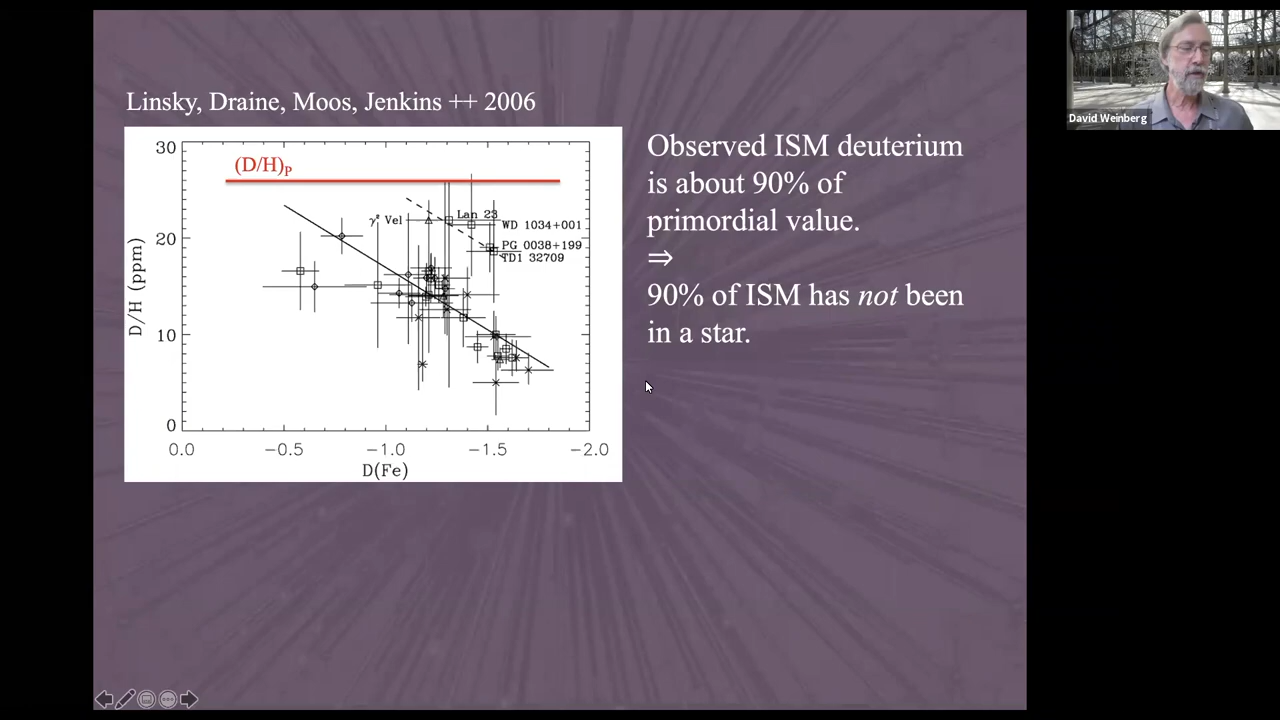 Linsky, Draine, Moos, Jenkins ++ 2006
30
20
10
0
D/H (ppm)
(D/H)P
γ² Vel
Lan 23
WD 1034+001
PG 0038+199
TD1 32709
0.0
−0.5
−1.0
−1.5
−2.0
D(Fe)
Observed ISM deuterium
is about 90% of
primordial value.
⇒
90% of ISM has not been
in a star.
David Weinberg